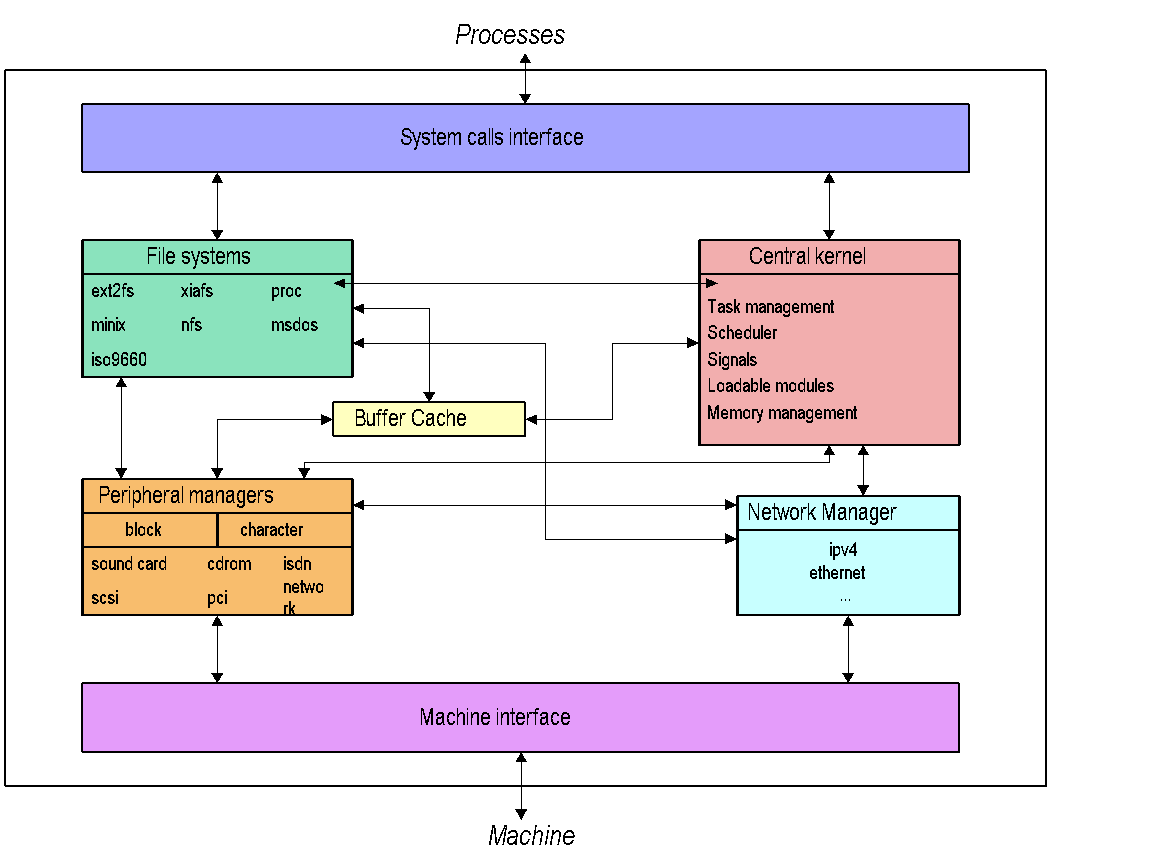 Processes
System calls interface
File systems
ext2fs xiafs proc
minix nfs msdos
iso9660
Central kernel
Task management
Scheduler
Signals
Loadable modules
Memory management
Buffer Cache
Peripheral managers
block character
sound card cdrom isdn
scsi pci netwo
rk
Network Manager
ipv4
ethernet
...
Machine interface
Machine